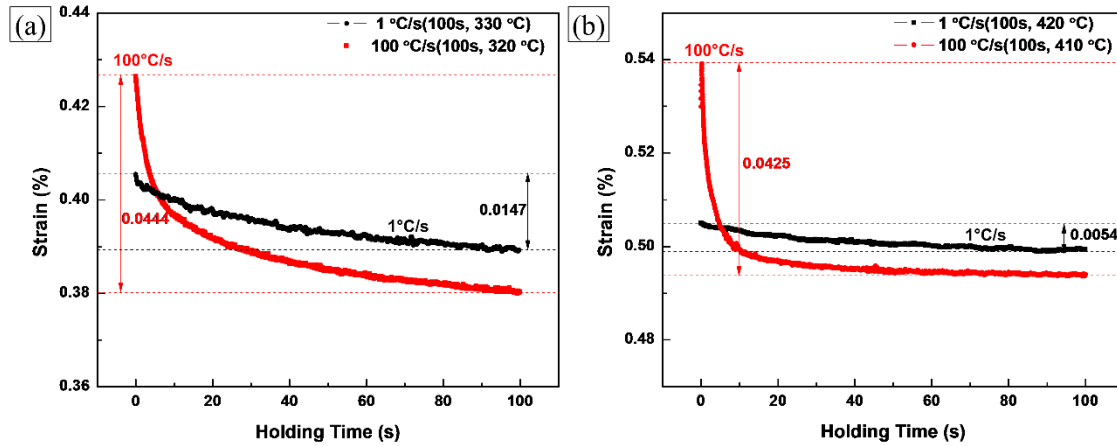 (a)
1 °C/s(100s, 330 °C)
100 °C/s(100s, 320 °C)
0.44
0.42
0.40
0.38
0.36
Strain (%)
100°C/s
0.0444
1°C/s
0.0147
0 20 40 60 80 100
Holding Time (s)
(b)
1 °C/s(100s, 420 °C)
100 °C/s(100s, 410 °C)
0.54
0.52
0.50
0.48
Strain (%)
100°C/s
0.0425
1°C/s
0.0054
0 20 40 60 80 100
Holding Time (s)